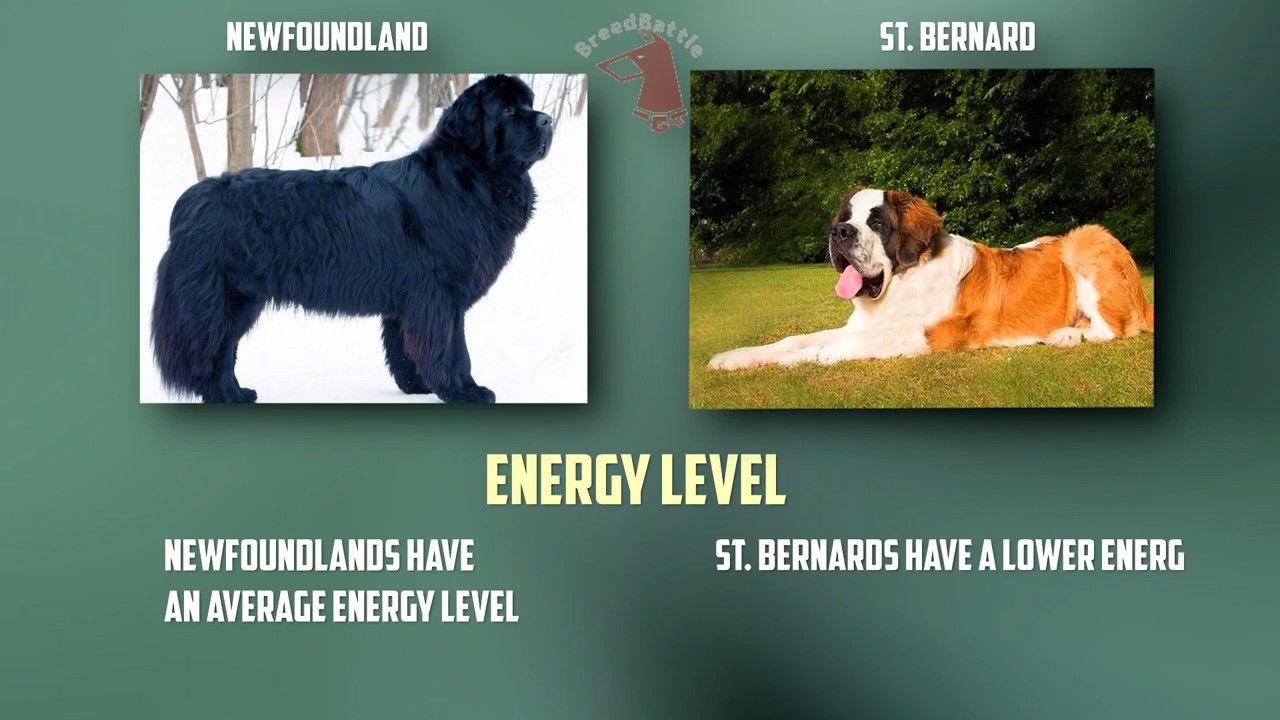 NEWFOUNDLAND
BreedBattle
ST. BERNARD
ENERGY LEVEL
NEWFOUNDLANDS HAVE
AN AVERAGE ENERGY LEVEL
ST. BERNARDS HAVE A LOWER ENERG